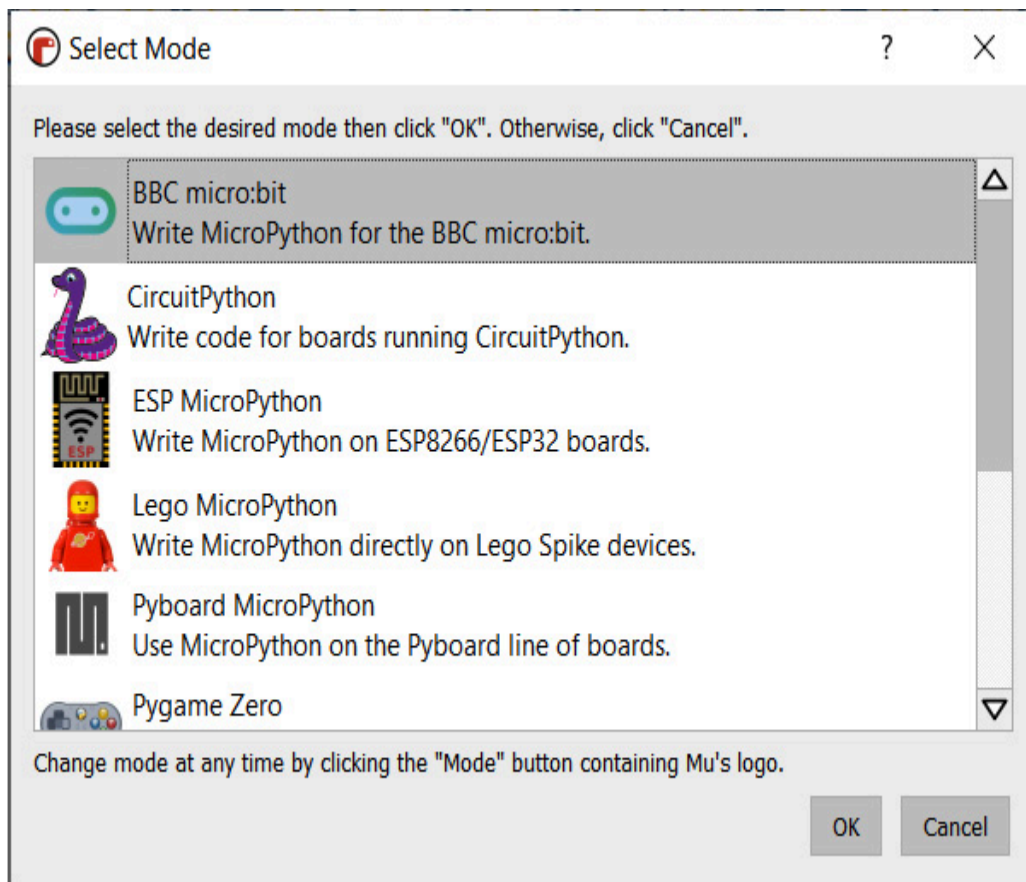 Select Mode
?
Please select the desired mode then click "OK". Otherwise, click "Cancel".
BBC micro:bit
Write MicroPython for the BBC micro:bit.
CircuitPython
Write code for boards running CircuitPython.
ESP
ESP MicroPython
Write MicroPython on ESP8266/ESP32 boards.
Lego MicroPython
Write MicroPython directly on Lego Spike devices.
Pyboard MicroPython
Use MicroPython on the Pyboard line of boards.
Pygame Zero
Change mode at any time by clicking the "Mode" button containing Mu's logo.
OK Cancel